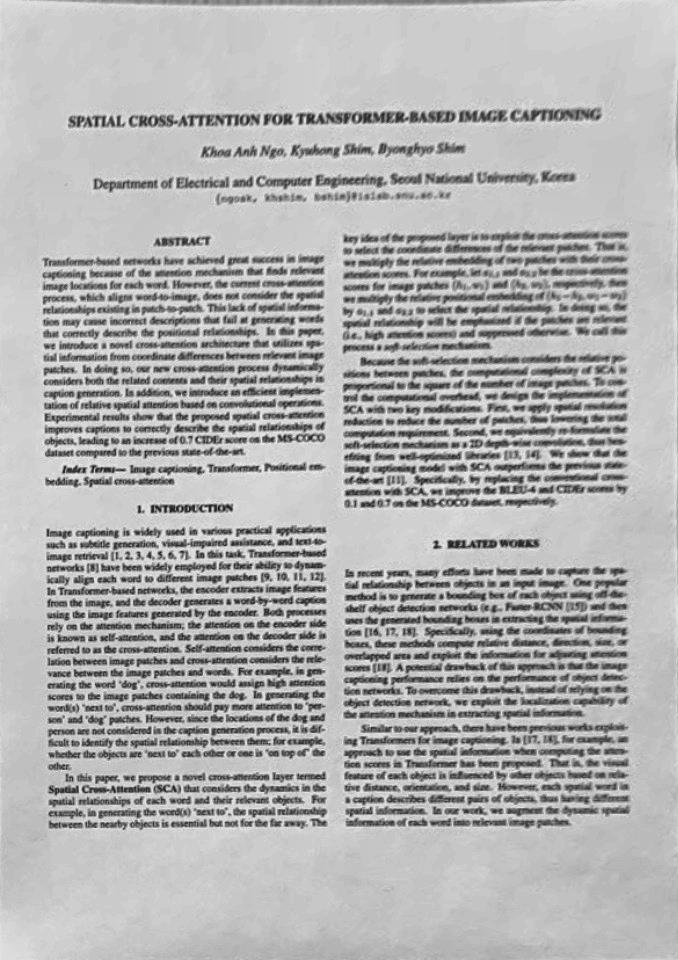 SPATIAL CROSS-ATTENTION FOR TRANSFORMER-BASED IMAGE CAPTIONING
Khoa Anh Ngo, Kyuhong Shim, Byonghyo Shim
Department of Electrical and Computer Engineering, Seoul National University, Korea
{ngoak, khshim, bshim}@islab.snu.ac.kr
ABSTRACT
Transformer-based networks have achieved great success in image
captioning because of the attention mechanism that finds relevant
image locations for each word. However, the current cross-attention
process, which aligns word-to-image, does not consider the spatial
relationships existing in patch-to-patch. This lack of spatial informa-
tion may cause incorrect descriptions that fail at generating words
that correctly describe the positional relationships. In this paper,
we introduce a novel cross-attention architecture that utilizes spa-
tial information from coordinate differences between relevant image
patches. In doing so, our new cross-attention process dynamically
considers both the related contents and their spatial relationships in
caption generation. In addition, we introduce an efficient implemen-
tation of relative spatial attention based on convolutional operations.
Experimental results show that the proposed spatial cross-attention
improves captions to correctly describe the spatial relationships of
objects, leading to an increase of 0.7 CIDEr score on the MS-COCO
dataset compared to the previous state-of-the-art.
Index Terms— Image captioning, Transformer, Positional em-
bedding, Spatial cross-attention
1. INTRODUCTION
Image captioning is widely used in various practical applications
such as subtitle generation, visual-impaired assistance, and text-to-
image retrieval [1, 2, 3, 4, 5, 6, 7]. In this task, Transformer-based
networks [8] have been widely employed for their ability to dynam-
ically align each word to different image patches [9, 10, 11, 12].
In Transformer-based networks, the encoder extracts image features
from the image, and the decoder generates a word-by-word caption
using the image features generated by the encoder. Both processes
rely on the attention mechanism; the attention on the encoder side
is known as self-attention, and the attention on the decoder side is
referred to as the cross-attention. Self-attention considers the corre-
lation between image patches and cross-attention considers the rele-
vance between the image patches and words. For example, in gen-
erating the word 'dog', cross-attention would assign high attention
scores to the image patches containing the dog. In generating the
word(s) 'next to', cross-attention should pay more attention to 'per-
son' and 'dog' patches. However, since the locations of the dog and
person are not considered in the caption generation process, it is dif-
ficult to identify the spatial relationship between them; for example,
whether the objects are 'next to' each other or one is 'on top of' the
other.
In this paper, we propose a novel cross-attention layer termed
Spatial Cross-Attention (SCA) that considers the dynamics in the
spatial relationships of each word and their relevant objects. For
example, in generating the word(s) 'next to', the spatial relationship
between the nearby objects is essential but not for the far away. The
key idea of the proposed layer is to exploit the cross-attention scores
to select the coordinate differences of the relevant patches. That is,
we multiply the relative embedding of two patches with their cross-
attention scores. For example, let and be the cross-attention
scores for image patches (h₁, w₁) and (h₂, w₂), respectively, then
we multiply the relative positional embedding of (h₁ − h₂, w₁ − w₂)
by and to select the spatial relationship. In doing so, the
spatial relationship will be emphasized if the patches are relevant
(i.e., high attention scores) and suppressed otherwise. We call this
process a soft-selection mechanism.
Because the soft-selection mechanism considers the relative po-
sitions between patches, the computational complexity of SCA is
proportional to the square of the number of image patches. To con-
trol the computational overhead, we design the implementation of
SCA with two key modifications. First, we apply spatial resolution
reduction to reduce the number of patches, thus lowering the total
computation requirement. Second, we equivalently re-formulate the
soft-selection mechanism as a 2D depth-wise convolution, thus ben-
efiting from well-optimized libraries [13, 14]. We show that the
image captioning model with SCA outperforms the previous state-
of-the-art [11]. Specifically, by replacing the conventional cross-
attention with SCA, we improve the BLEU-4 and CIDEr scores by
0.1 and 0.7 on the MS-COCO dataset, respectively.
2. RELATED WORKS
In recent years, many efforts have been made to capture the spa-
tial relationship between objects in an input image. One popular
method is to generate a bounding box of each object using off-the-
shelf object detection networks (e.g., Faster-RCNN [15]) and then
uses the generated bounding boxes in extracting the spatial informa-
tion [16, 17, 18]. Specifically, using the coordinates of bounding
boxes, these methods compute relative distance, direction, size, or
overlapped area and exploit the information for adjusting attention
scores [18]. A potential drawback of this approach is that the image
captioning performance relies on the performance of object detec-
tion networks. To overcome this drawback, instead of relying on the
object detection network, we exploit the localization capability of
the attention mechanism in extracting spatial information.
Similar to our approach, there have been previous works exploit-
ing Transformers for image captioning. In [17, 18], for example, an
approach to use the spatial information when computing the atten-
tion scores in Transformer has been proposed. That is, the visual
feature of each object is influenced by other objects based on rela-
tive distance, orientation, and size. However, each spatial word in
a caption describes different pairs of objects, thus having different
spatial information. In our work, we augment the dynamic spatial
information of each word into relevant image patches.